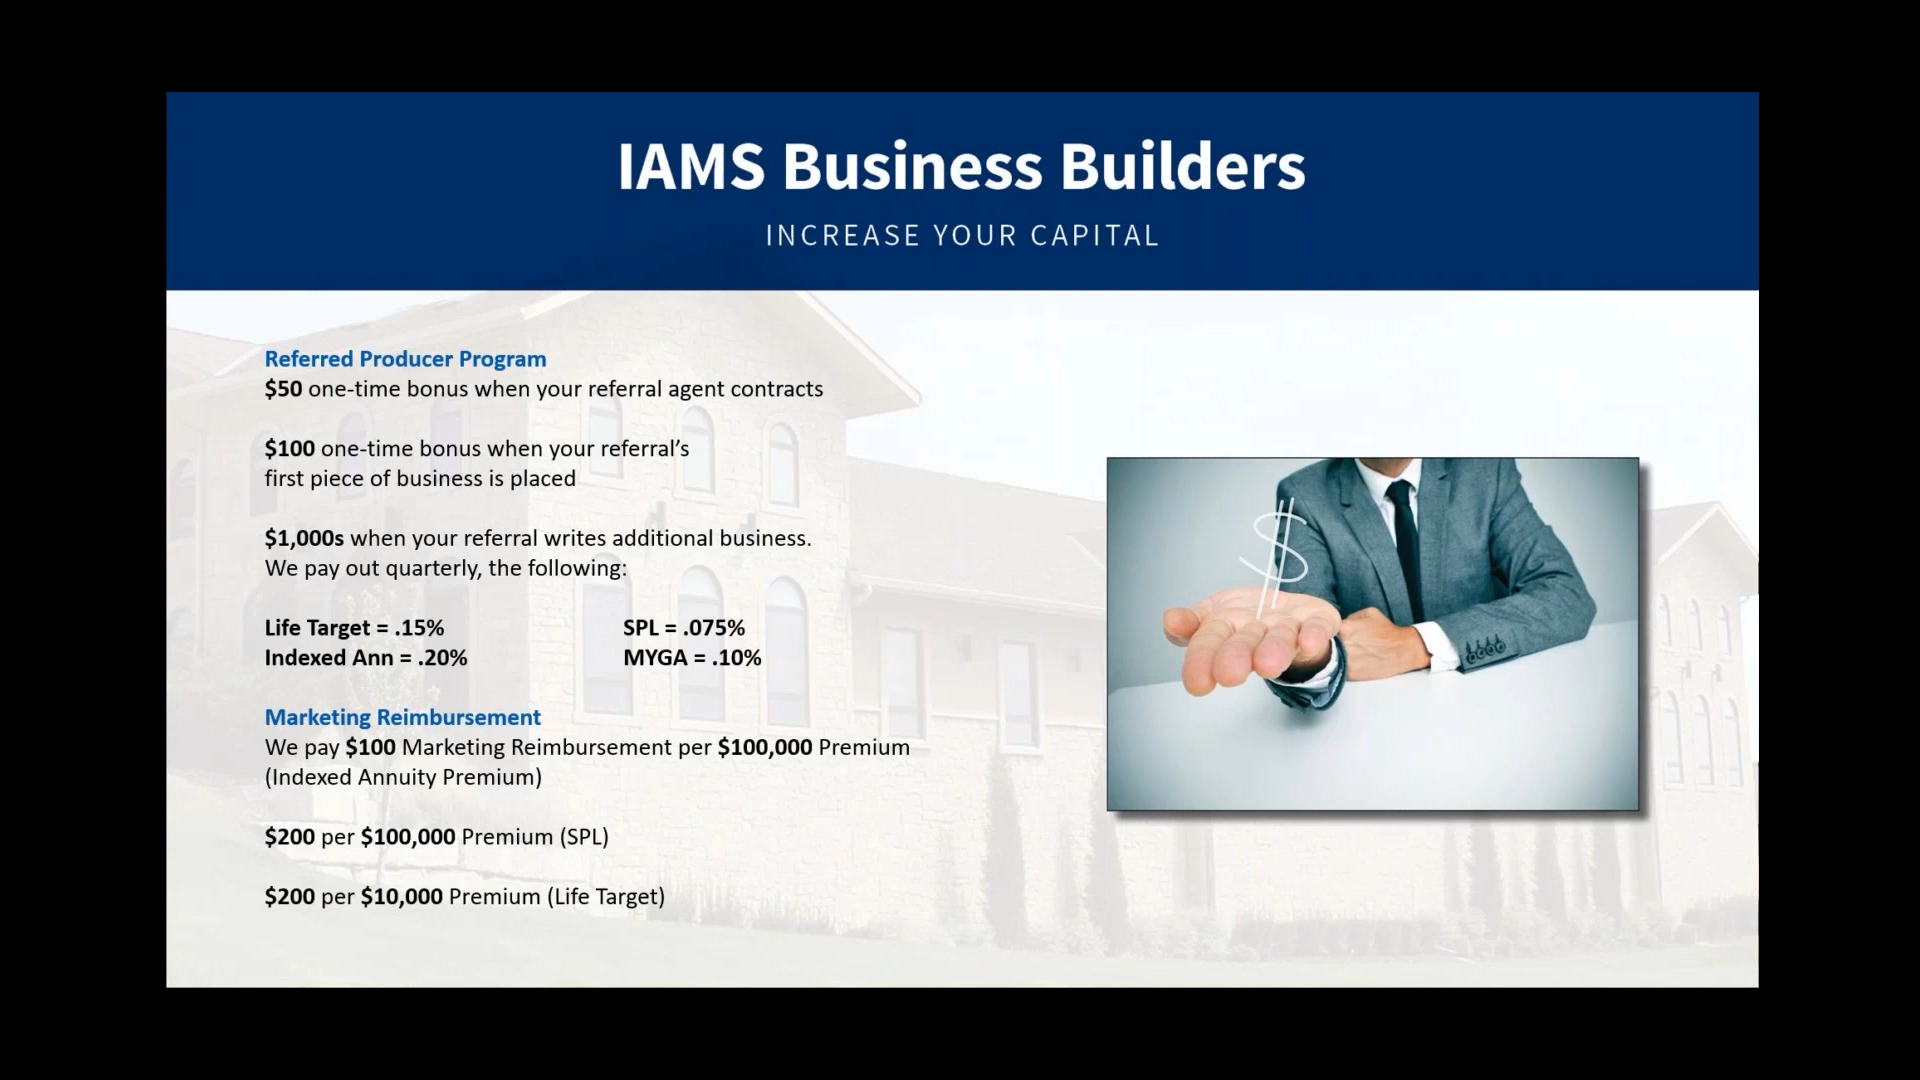 IAMS Business Builders
INCREASE YOUR CAPITAL
Referred Producer Program
$50 one-time bonus when your referral agent contracts
$100 one-time bonus when your referral’s
first piece of business is placed
$1,000s when your referral writes additional business.
We pay out quarterly, the following:
Life Target = .15% SPL = .075%
Indexed Ann = .20% MYGA = .10%
Marketing Reimbursement
We pay $100 Marketing Reimbursement per $100,000 Premium
(Indexed Annuity Premium)
$200 per $100,000 Premium (SPL)
$200 per $10,000 Premium (Life Target)
$